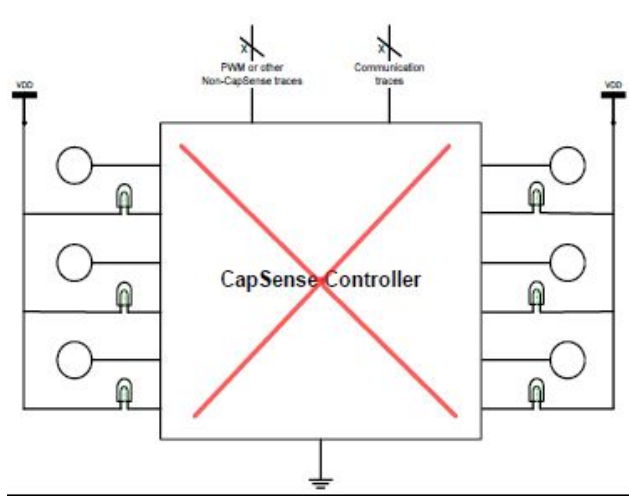 X
X
PWM or other
Non-CapSense traces
Communication
traces
VDD
VDD
CapSense Controller